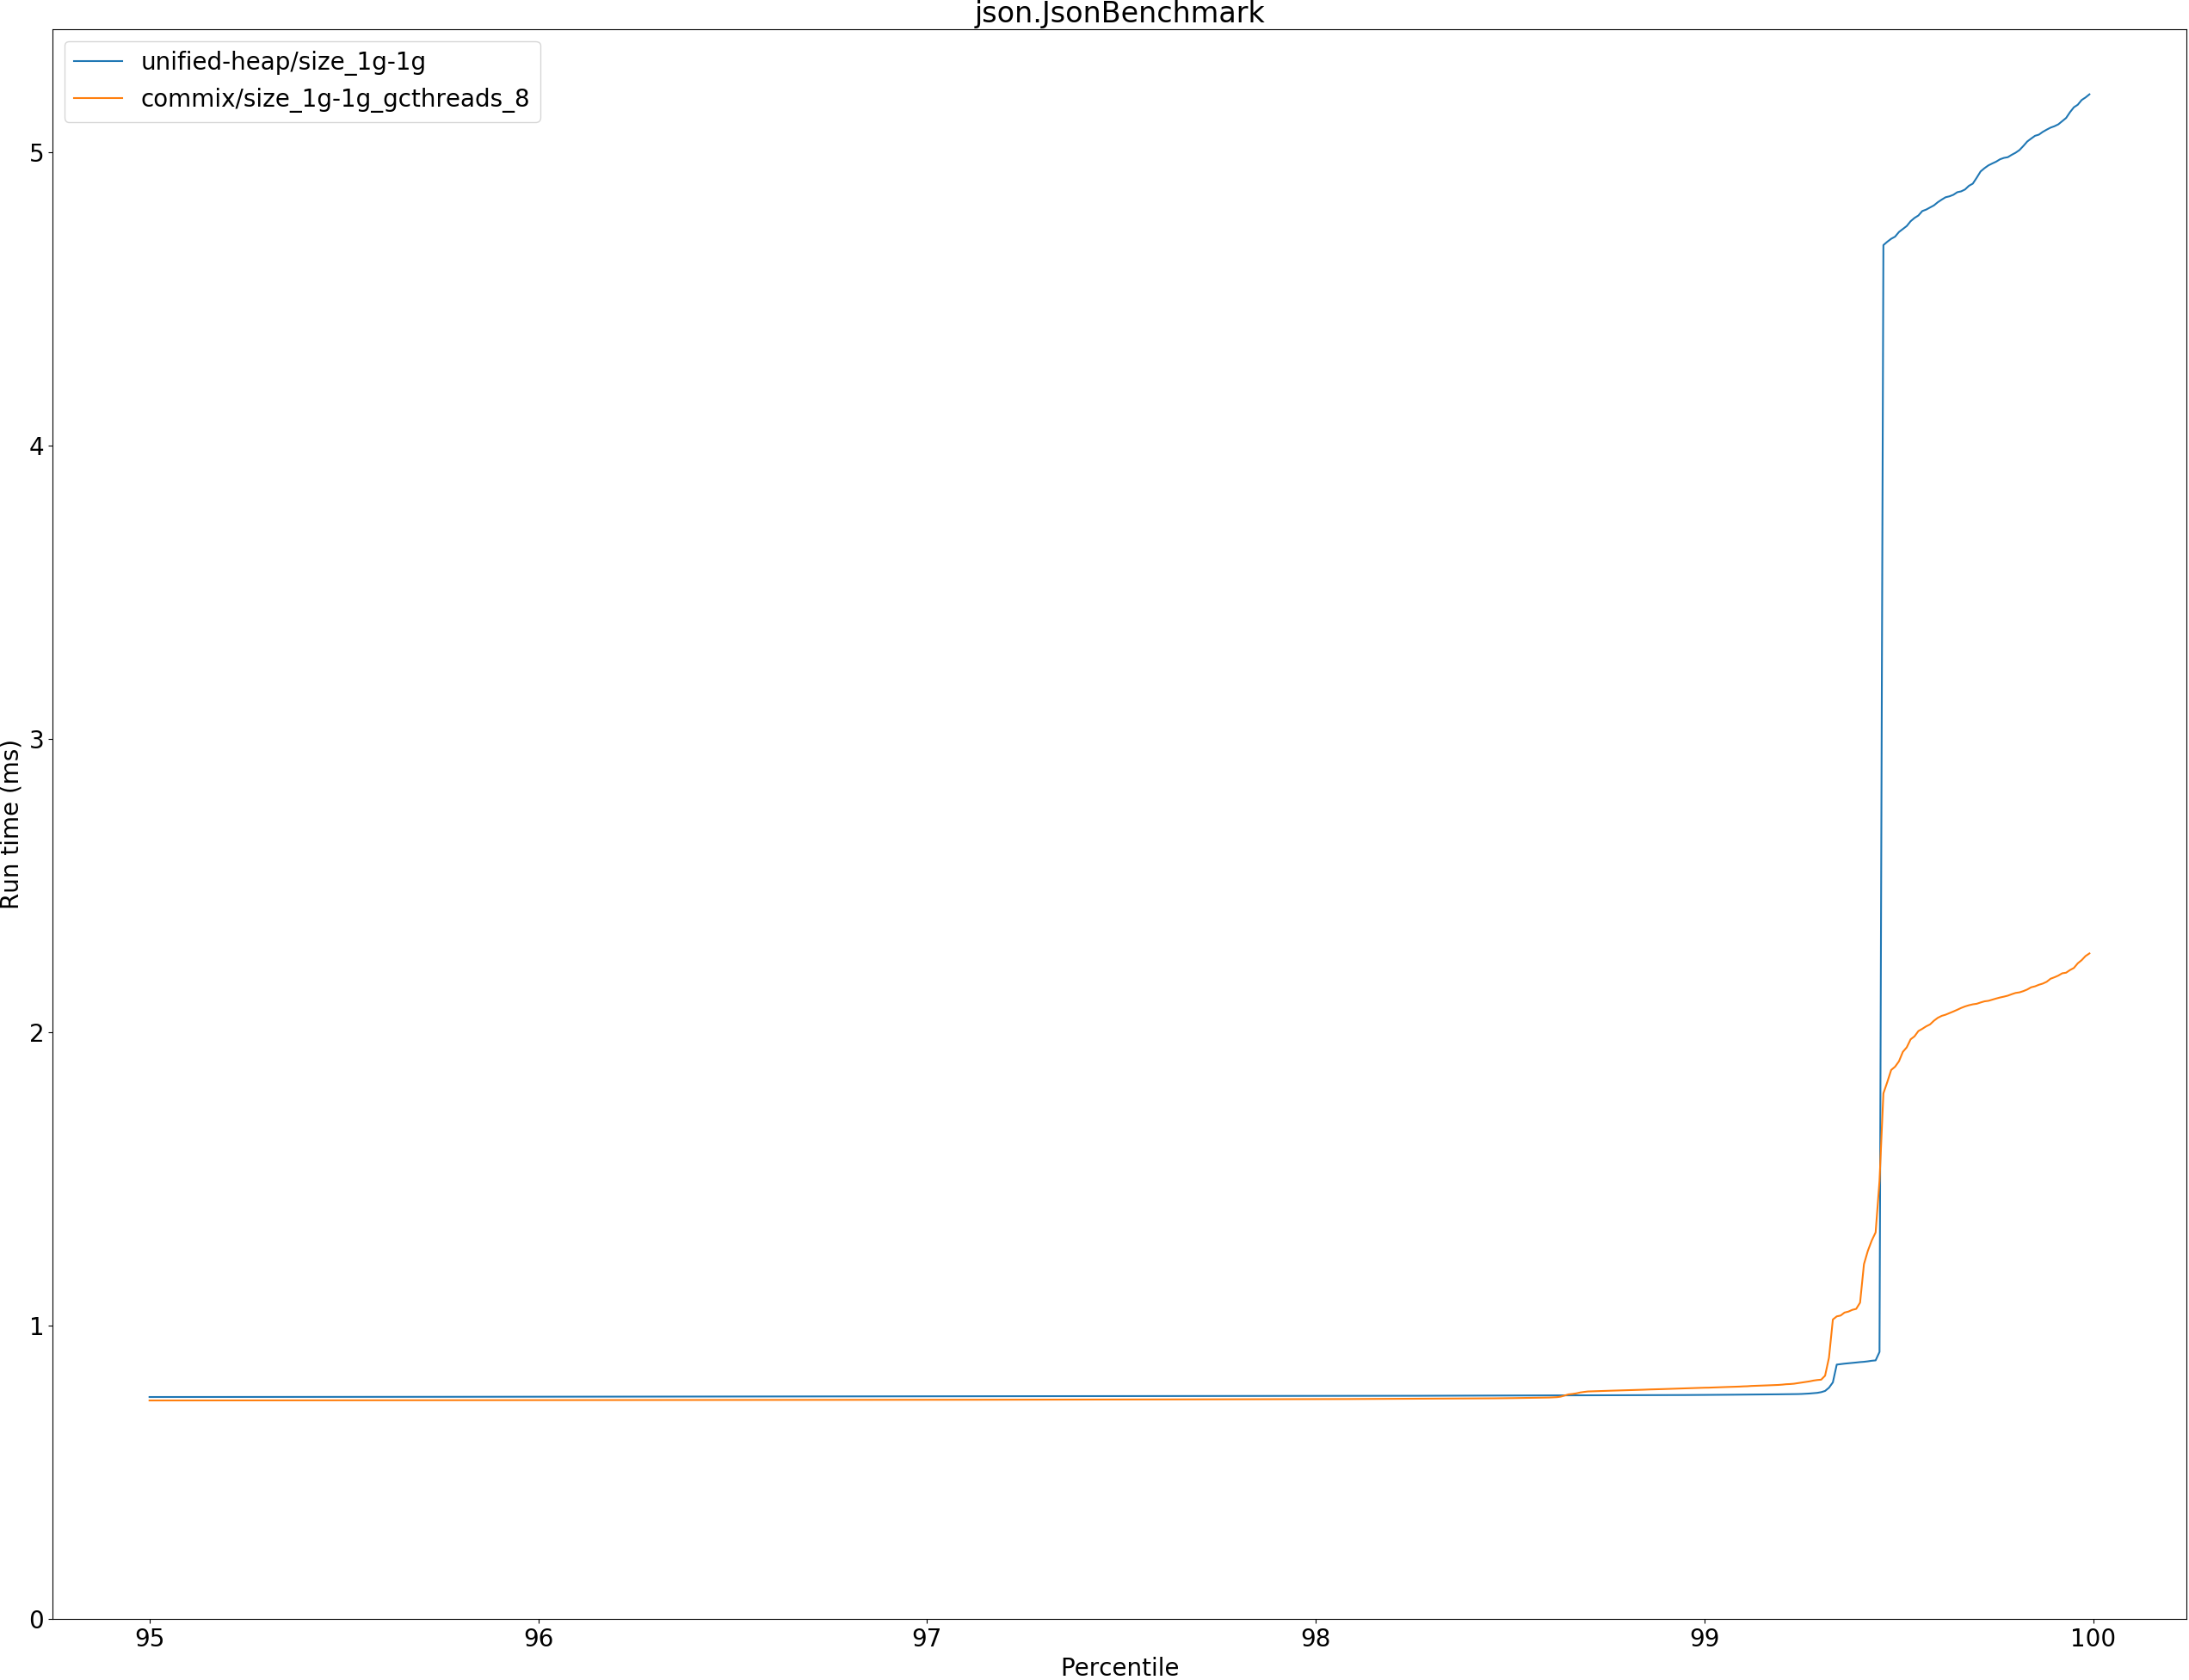 json.JsonBenchmark
unified-heap/size_1g-1g
commix/size_1g-1g_gcthreads_8
5
4
3
2
1
0
Run time (ms)
95 96 97 98 99 100
Percentile